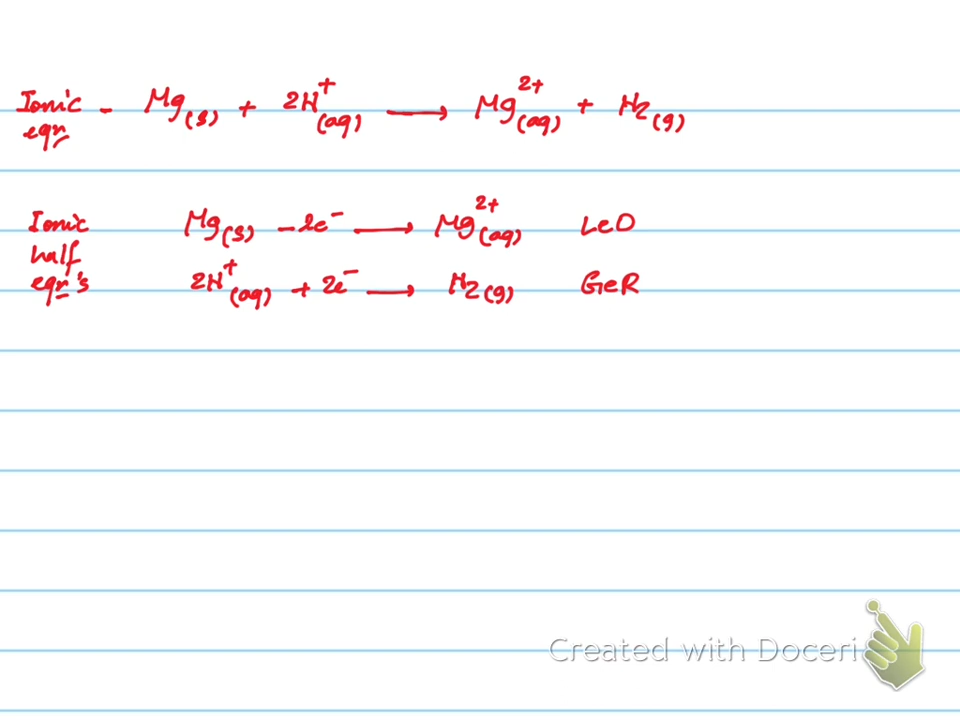 Ionic eqn - Mg(s) + 2H⁺(aq) ⟶ Mg²⁺(aq) + H₂(g)
Ionic half eqn's
Mg(s) - 2e⁻ ⟶ Mg²⁺(aq) LeO
2H⁺(aq) + 2e⁻ ⟶ H₂(g) GeR
Created with Doceri